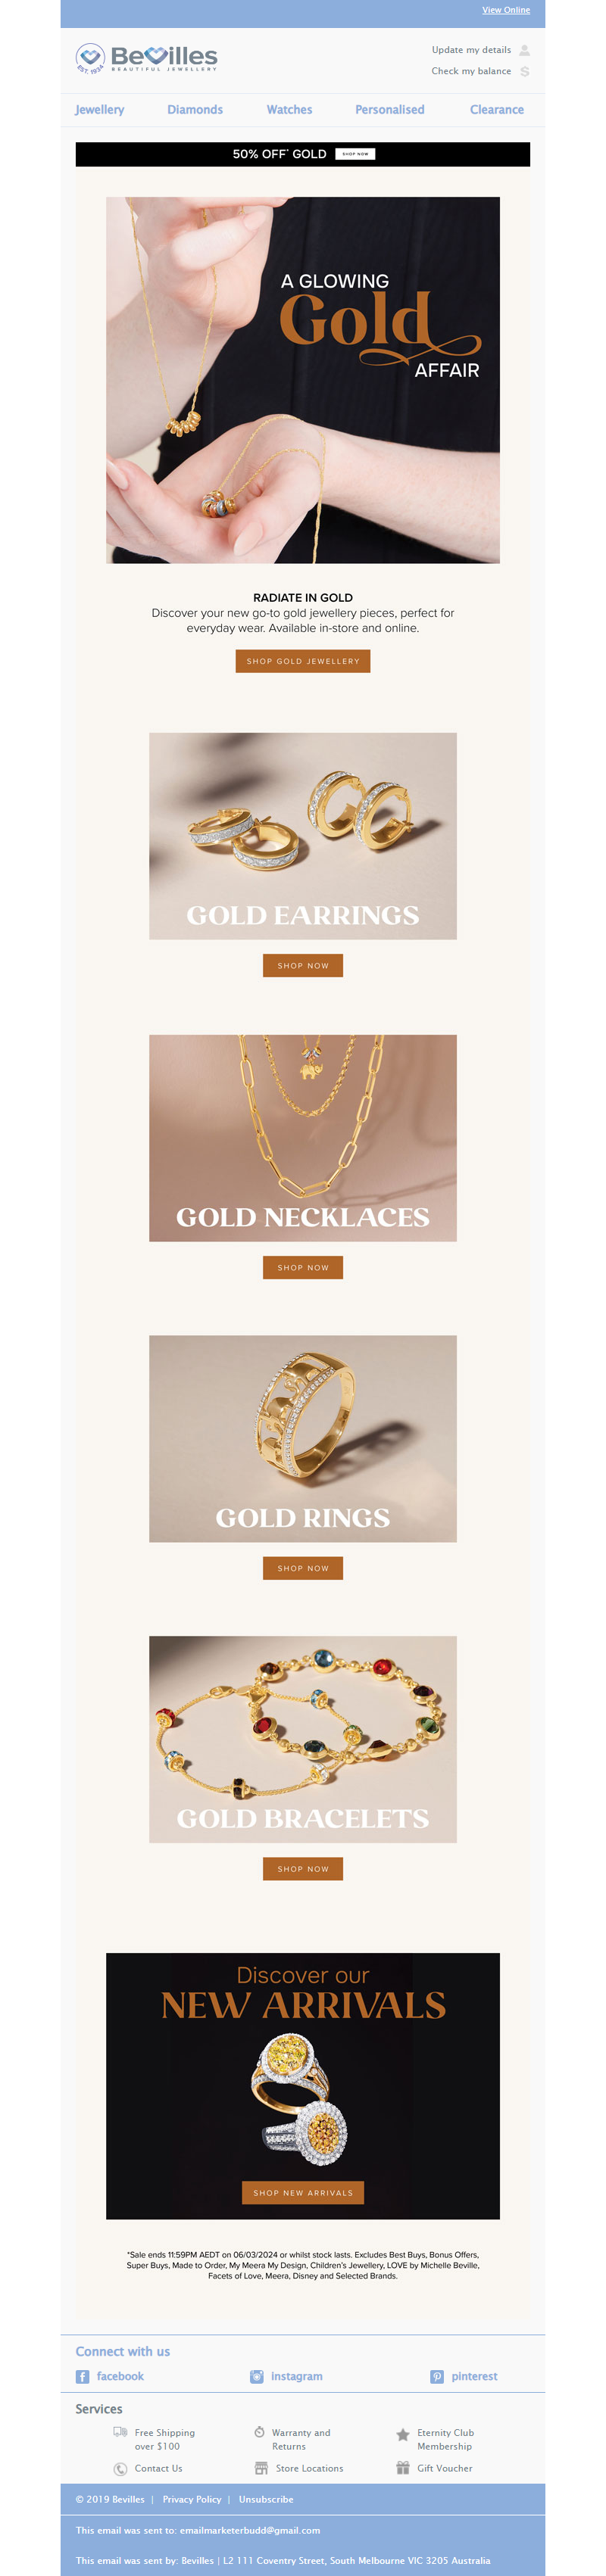 View Online
Bevilles
BEAUTIFUL JEWELLERY
EST. 1934
Update my details
Check my balance
Jewellery Diamonds Watches Personalised Clearance
50% OFF* GOLD SHOP NOW
A GLOWING
Gold
AFFAIR
RADIATE IN GOLD
Discover your new go-to gold jewellery pieces, perfect for
everyday wear. Available in-store and online.
SHOP GOLD JEWELLERY
GOLD EARRINGS
SHOP NOW
GOLD NECKLACES
SHOP NOW
GOLD RINGS
SHOP NOW
GOLD BRACELETS
SHOP NOW
Discover our
NEW ARRIVALS
SHOP NEW ARRIVALS
*Sale ends 11:59PM AEDT on 06/03/2024 or whilst stock lasts. Excludes Best Buys, Bonus Offers,
Super Buys, Made to Order, My Meera My Design, Children's Jewellery, LOVE by Michelle Beville,
Facets of Love, Meera, Disney and Selected Brands.
Connect with us
facebook instagram pinterest
Services
Free Shipping
over $100
Warranty and
Returns
Eternity Club
Membership
Contact Us
Store Locations
Gift Voucher
© 2019 Bevilles | Privacy Policy | Unsubscribe
This email was sent to: emailmarketerbudd@gmail.com
This email was sent by: Bevilles | L2 111 Coventry Street, South Melbourne VIC 3205 Australia